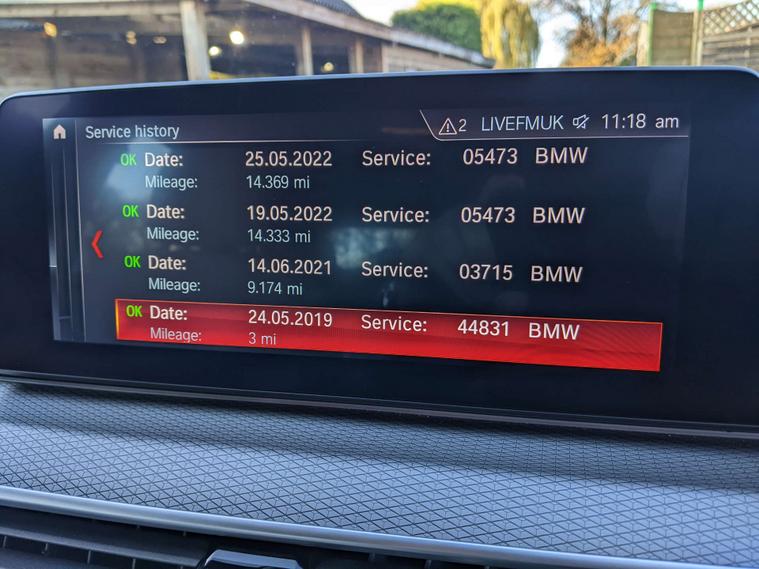 Service history 2 LIVEFMUK 11:18 am
OK Date: 25.05.2022 Service: 05473 BMW
Mileage: 14.369 mi
OK Date: 19.05.2022 Service: 05473 BMW
Mileage: 14.333 mi
OK Date: 14.06.2021 Service: 03715 BMW
Mileage: 9.174 mi
OK Date: 24.05.2019 Service: 44831 BMW
Mileage: 3 mi